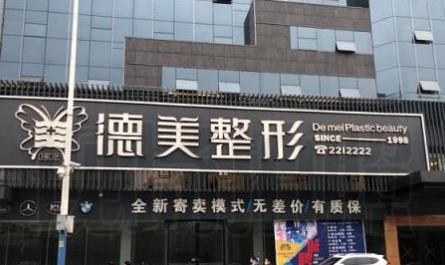 德美整形
De mei Plastic beauty
SINCE 1998
☎2212222
全新寄卖模式/无差价/有质保